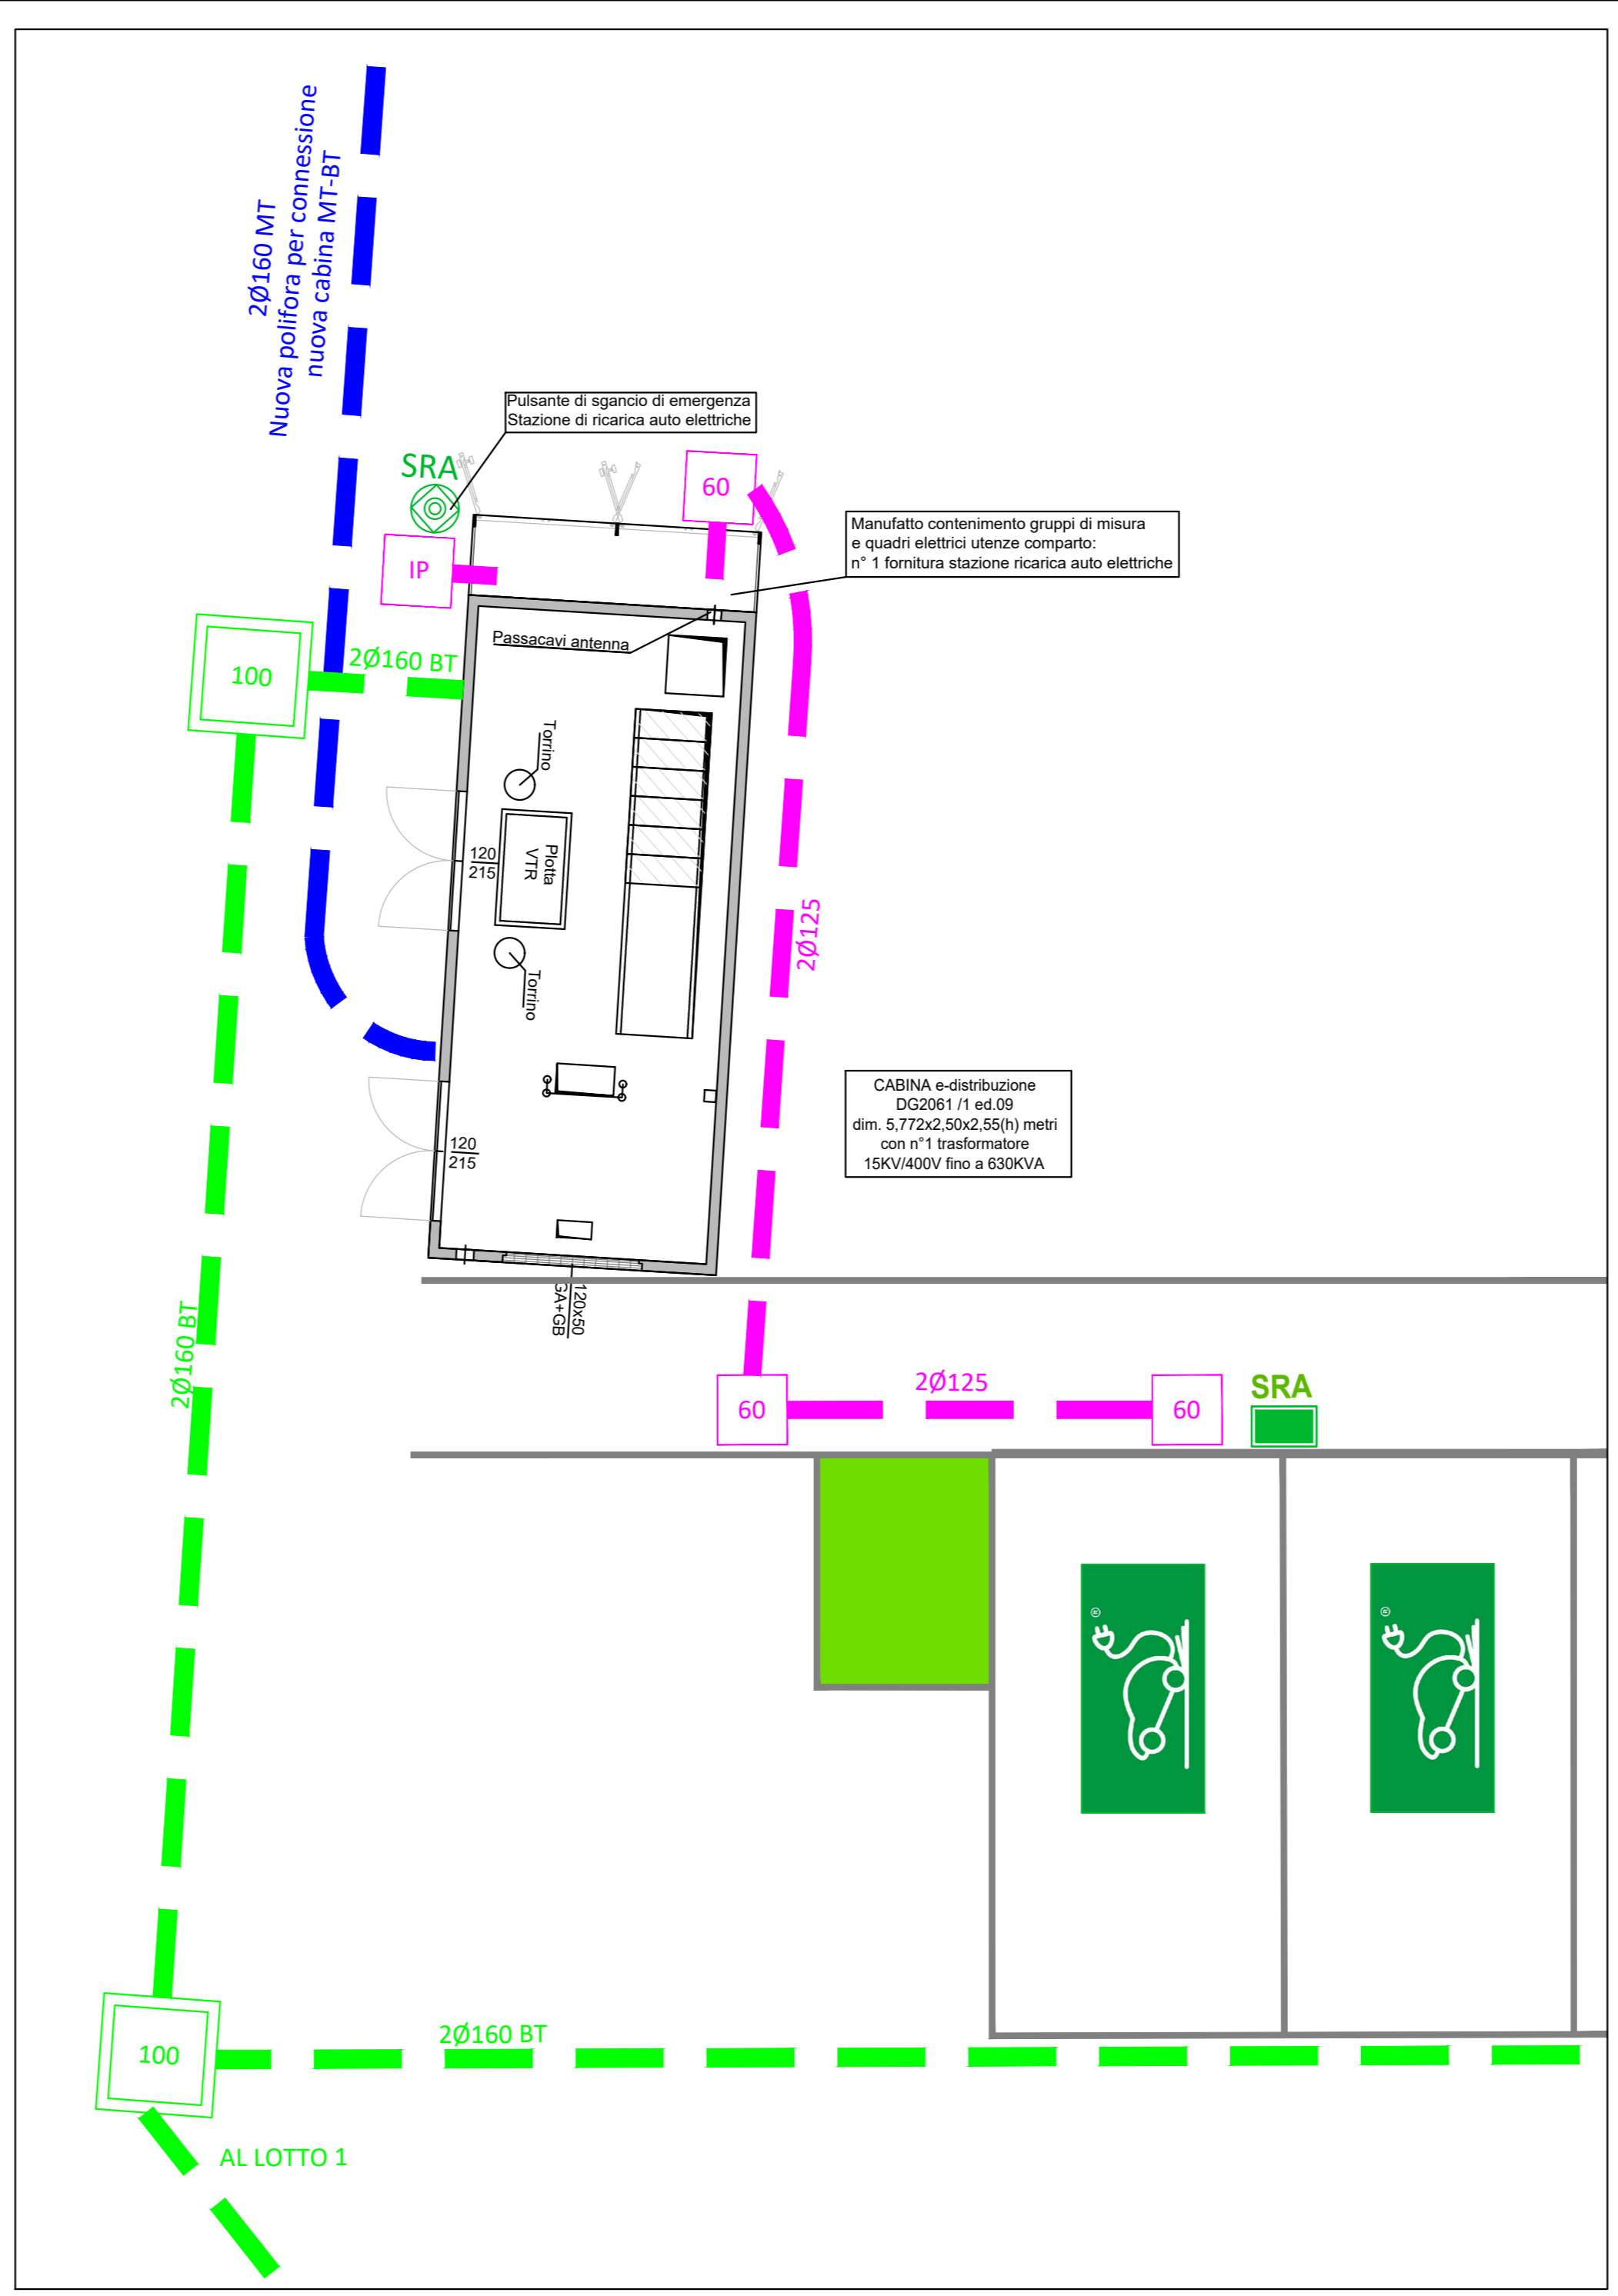 2Ø160 MT
Nuova polifora per connessione
nuova cabina MT-BT
Pulsante di sgancio di emergenza
Stazione di ricarica auto elettriche
SRA
60
Manufatto contenimento gruppi di misura
e quadri elettrici utenze comparto:
n° 1 fornitura stazione ricarica auto elettriche
IP
Passacavi antenna
100
2Ø160 BT
Torrino
120
215
Plotta
VTR
Torrino
2Ø125
CABINA e-distribuzione
DG2061 /1 ed.09
dim. 5,772x2,50x2,55(h) metri
con n°1 trasformatore
15KV/400V fino a 630KVA
120
215
120x50
GA+GB
2Ø160 BT
60
2Ø125
60
SRA
®
®
100
2Ø160 BT
AL LOTTO 1